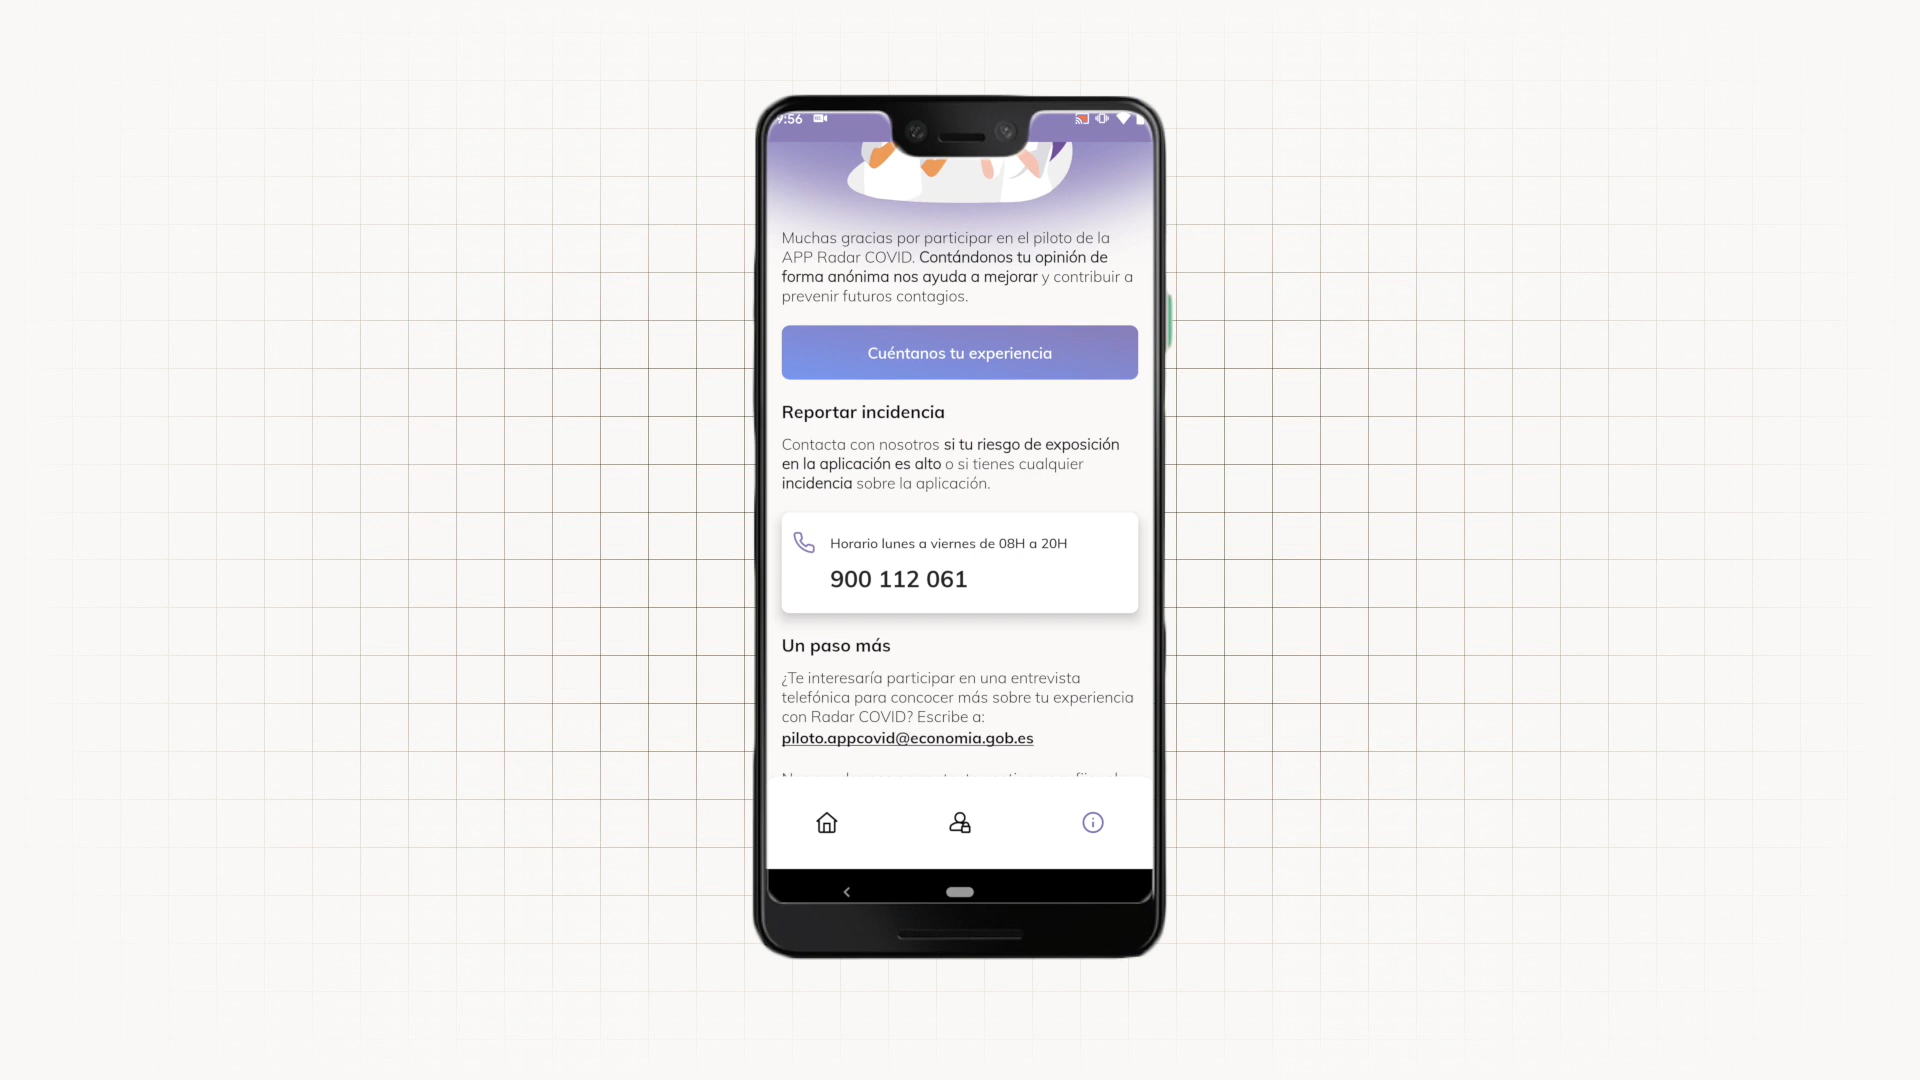 9:56
Muchas gracias por participar en el piloto de la
APP Radar COVID. Contándonos tu opinión de
forma anónima nos ayuda a mejorar y contribuir a
prevenir futuros contagios.
Cuéntanos tu experiencia
Reportar incidencia
Contacta con nosotros si tu riesgo de exposición
en la aplicación es alto o si tienes cualquier
incidencia sobre la aplicación.
Horario lunes a viernes de 08H a 20H
900 112 061
Un paso más
¿Te interesaría participar en una entrevista
telefónica para concocer más sobre tu experiencia
con Radar COVID? Escribe a:
piloto.appcovid@economia.gob.es